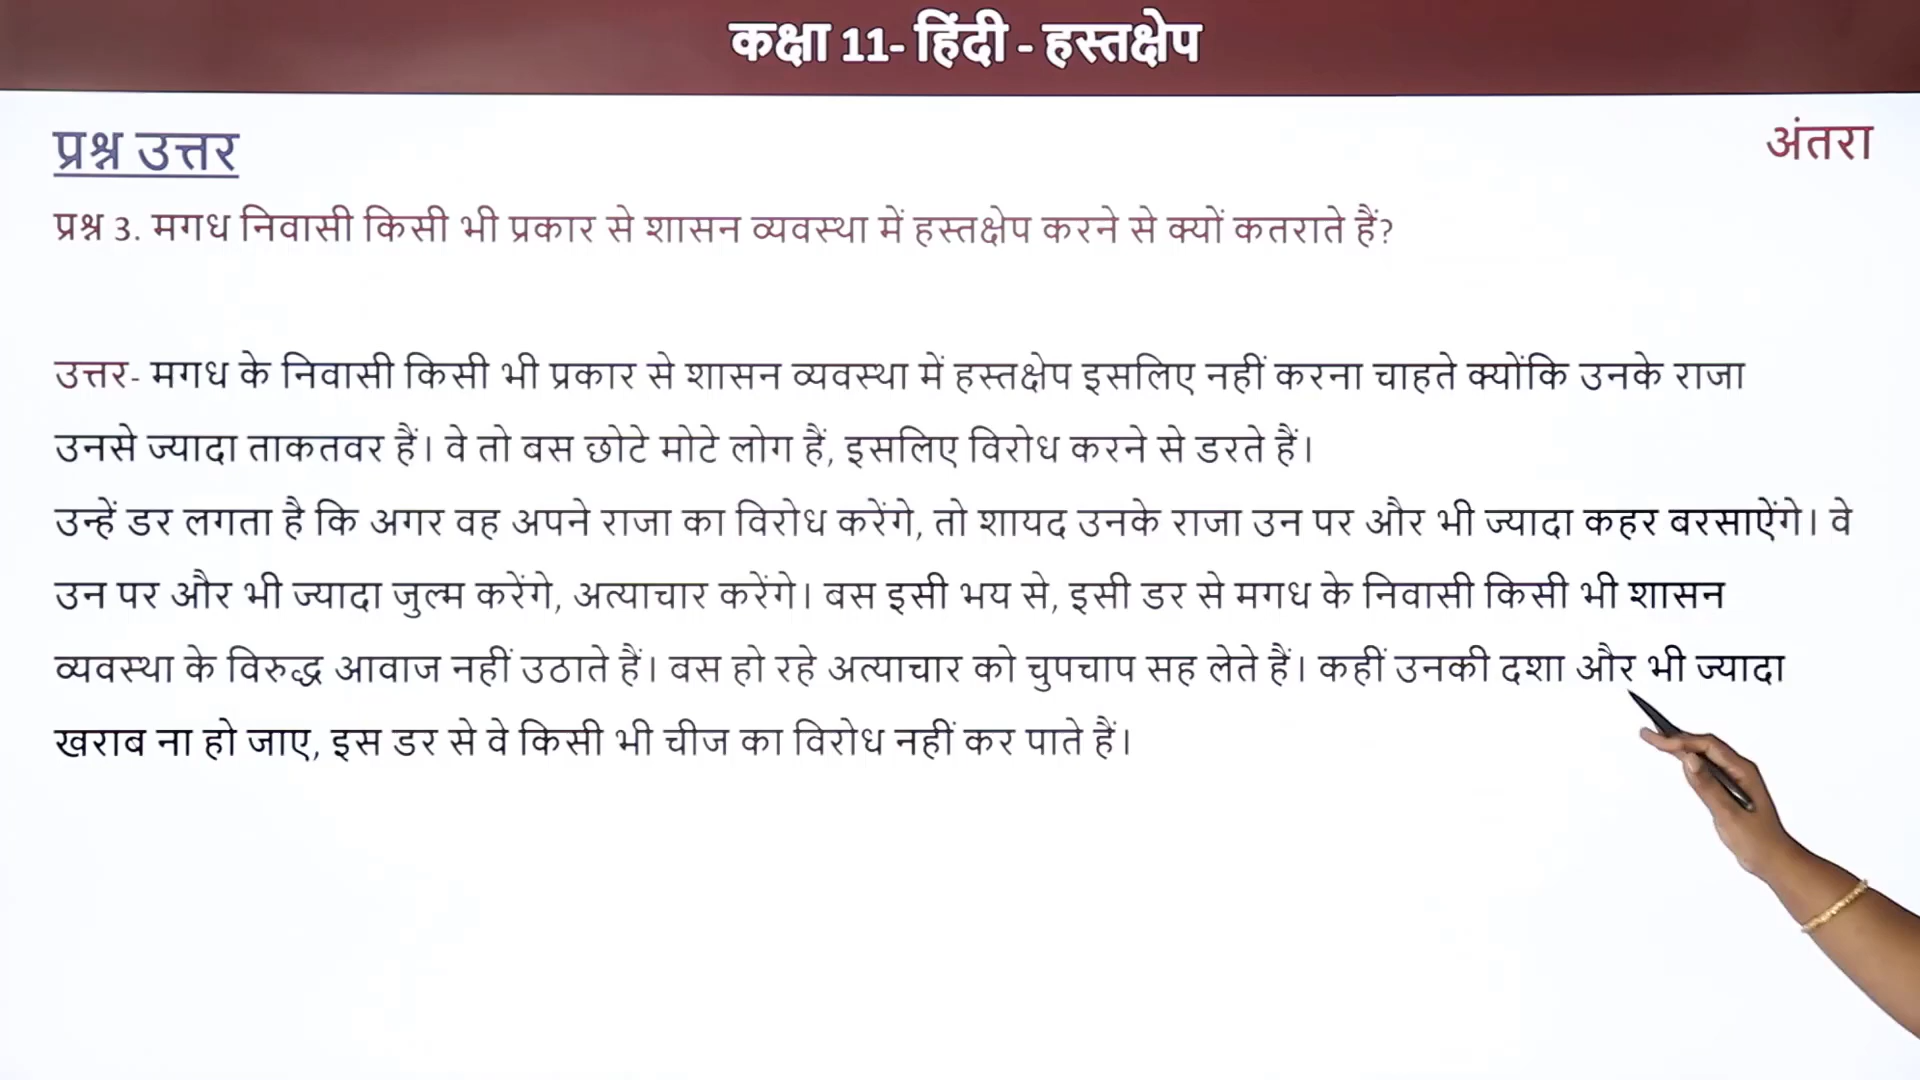 कक्षा 11- हिंदी - हस्तक्षेप
प्रश्न उत्तर
अंतरा
प्रश्न 3. मगध निवासी किसी भी प्रकार से शासन व्यवस्था में हस्तक्षेप करने से क्यों कतराते हैं?
उत्तर- मगध के निवासी किसी भी प्रकार से शासन व्यवस्था में हस्तक्षेप इसलिए नहीं करना चाहते क्योंकि उनके राजा
उनसे ज्यादा ताकतवर हैं। वे तो बस छोटे मोटे लोग हैं, इसलिए विरोध करने से डरते हैं।
उन्हें डर लगता है कि अगर वह अपने राजा का विरोध करेंगे, तो शायद उनके राजा उन पर और भी ज्यादा कहर बरसाऐंगे। वे
उन पर और भी ज्यादा जुल्म करेंगे, अत्याचार करेंगे। बस इसी भय से, इसी डर से मगध के निवासी किसी भी शासन
व्यवस्था के विरुद्ध आवाज नहीं उठाते हैं। बस हो रहे अत्याचार को चुपचाप सह लेते हैं। कहीं उनकी दशा और भी ज्यादा
खराब ना हो जाए, इस डर से वे किसी भी चीज का विरोध नहीं कर पाते हैं।